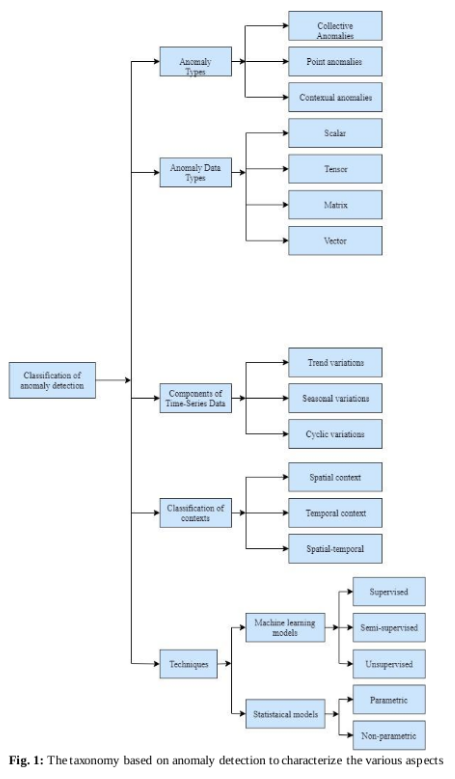 Collective
Anomalies
Anomaly
Types
Point anomalies
Contexual anomalies
Anomaly Data
Types
Scalar
Tensor
Matrix
Vector
Classification of
anomaly detection
Components of
Time-Series Data
Trend variations
Seasonal variations
Cyclic variations
Classification of
contexts
Spatial context
Temporal context
Spatial-temporal
Techniques
Machine learning
models
Supervised
Semi-supervised
Unsupervised
Statistaical models
Parametric
Non-parametric
Fig. 1: The taxonomy based on anomaly detection to characterize the various aspects